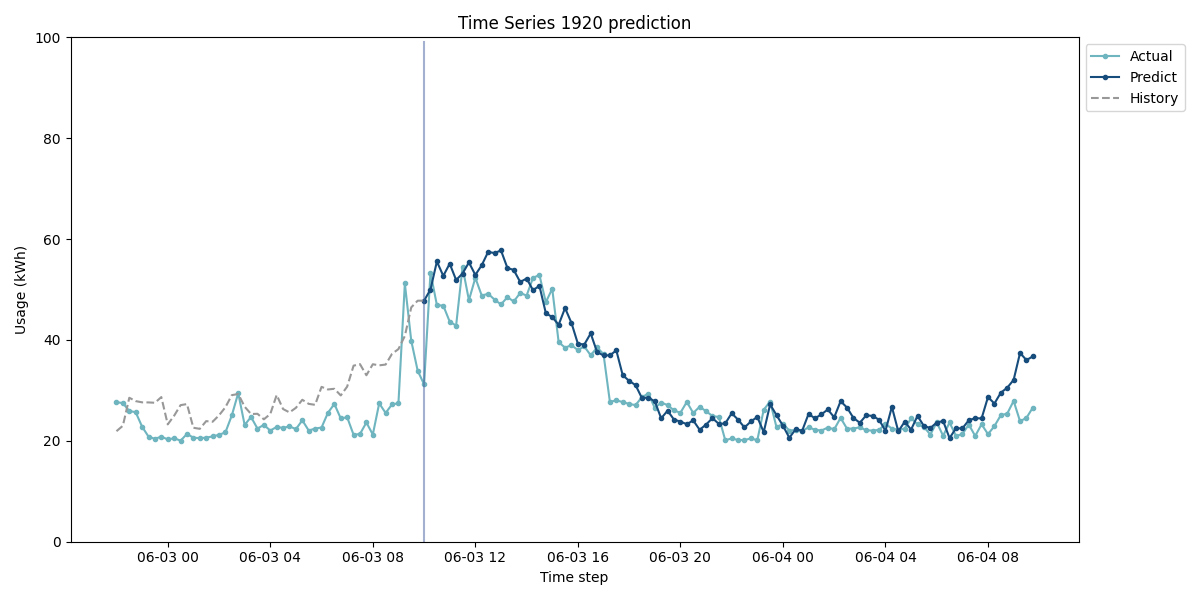 Time Series 1920 prediction
100
80
60
40
20
0
Usage (kWh)
06-03 00
06-03 04
06-03 08
06-03 12
06-03 16
06-03 20
06-04 00
06-04 04
06-04 08
Time step
Actual
Predict
History